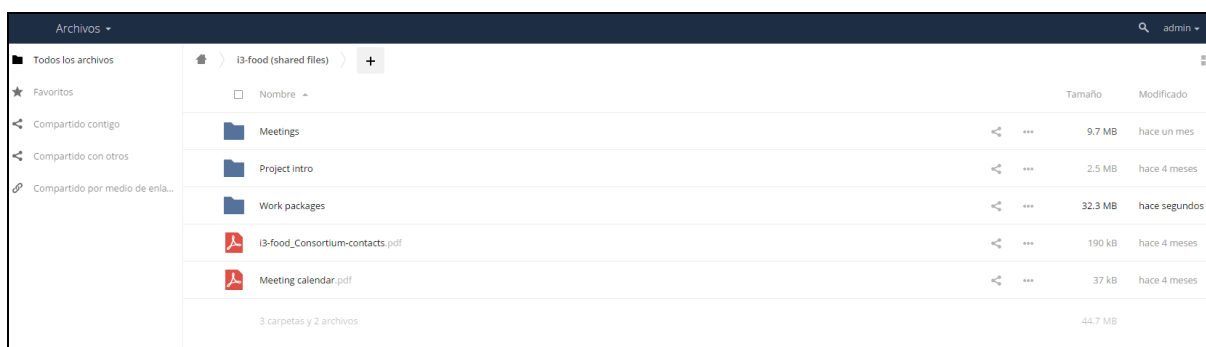 Archivos
admin
Todos los archivos
Favoritos
Compartido contigo
Compartido con otros
Compartido por medio de enla...
i3-food (shared files) +
Nombre Tamaño Modificado
Meetings 9.7 MB hace un mes
Project intro 2.5 MB hace 4 meses
Work packages 32.3 MB hace segundos
i3-food_Consortium-contacts.pdf 190 kB hace 4 meses
Meeting calendar.pdf 37 kB hace 4 meses
3 carpetas y 2 archivos 44.7 MB